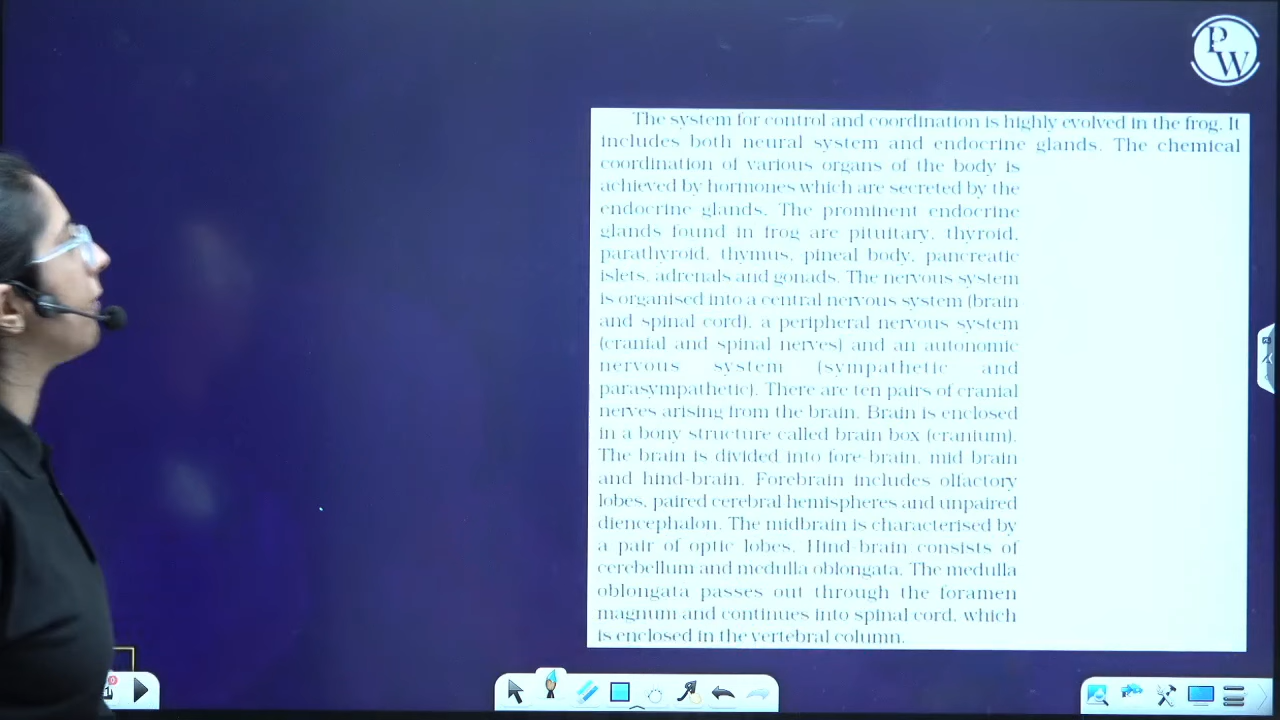 PW
The system for control and coordination is highly evolved in the frog. It
includes both neural system and endocrine glands. The chemical
coordination of various organs of the body is
achieved by hormones which are secreted by the
endocrine glands. The prominent endocrine
glands found in frog are pituitary, thyroid,
parathyroid, thymus, pineal body, pancreatic
islets, adrenals and gonads. The nervous system
is organised into a central nervous system (brain
and spinal cord), a peripheral nervous system
(cranial and spinal nerves) and an autonomic
nervous system (sympathetic and
parasympathetic). There are ten pairs of cranial
nerves arising from the brain. Brain is enclosed
in a bony structure called brain box (cranium).
The brain is divided into fore-brain, mid brain
and hind-brain. Forebrain includes olfactory
lobes, paired cerebral hemispheres and unpaired
diencephalon. The midbrain is characterised by
a pair of optic lobes. Hind-brain consists of
cerebellum and medulla oblongata. The medulla
oblongata passes out through the foramen
magnum and continues into spinal cord, which
is enclosed in the vertebral column.